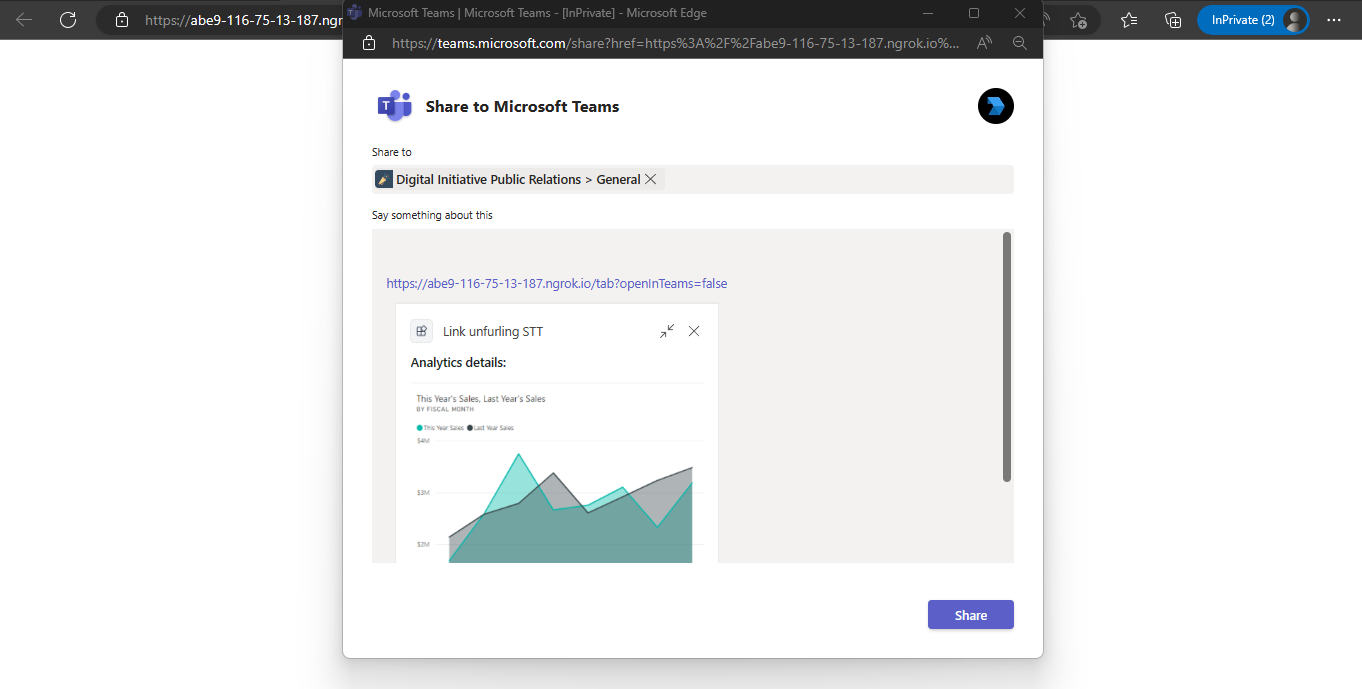 https://abe9-116-75-13-187.ngr
Microsoft Teams | Microsoft Teams - [InPrivate] - Microsoft Edge
InPrivate (2)
https://teams.microsoft.com/share?href=https%3A%2F%2Fabe9-116-75-13-187.ngrok.io%...
T
Share to Microsoft Teams
Share to
Digital Initiative Public Relations > General
Say something about this
https://abe9-116-75-13-187.ngrok.io/tab?openInTeams=false
Link unfurling STT
Analytics details:
This Year's Sales, Last Year's Sales
BY FISCAL MONTH
This Year Sales Last Year Sales
$4M
$3M
$2M
Share